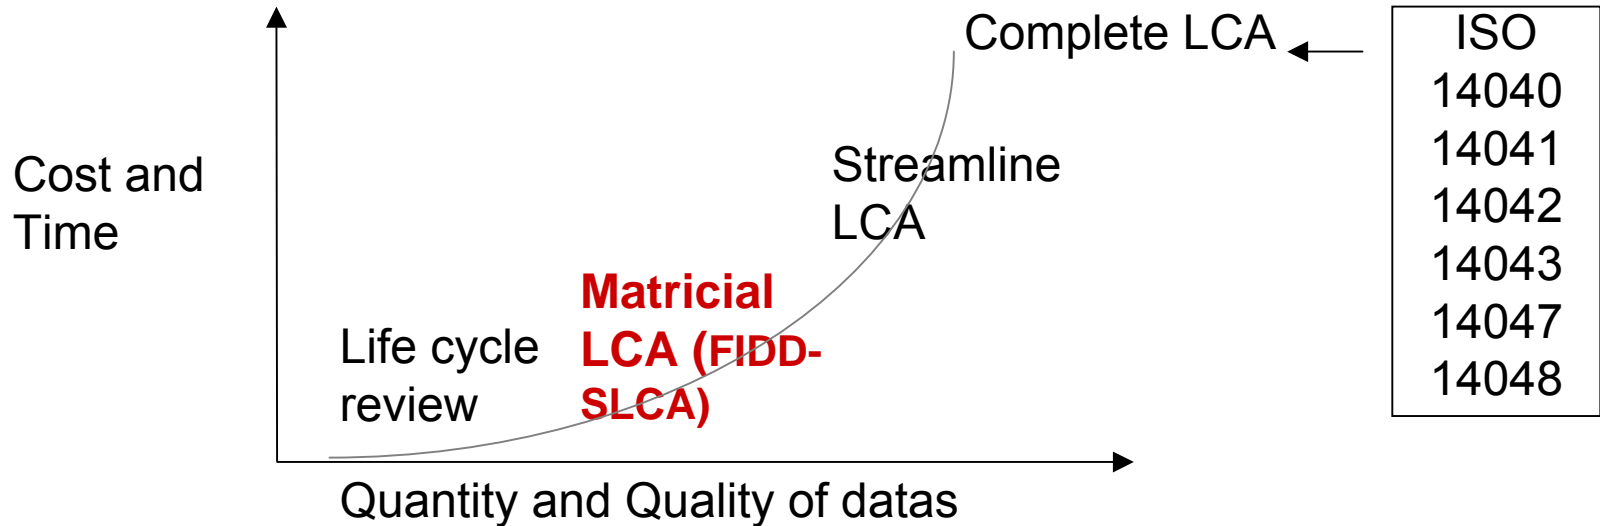 Complete LCA
ISO
14040
14041
14042
14043
14047
14048
Cost and
Time
Streamline
LCA
Matricial
LCA (FIDD-
SLCA)
Life cycle
review
Quantity and Quality of datas